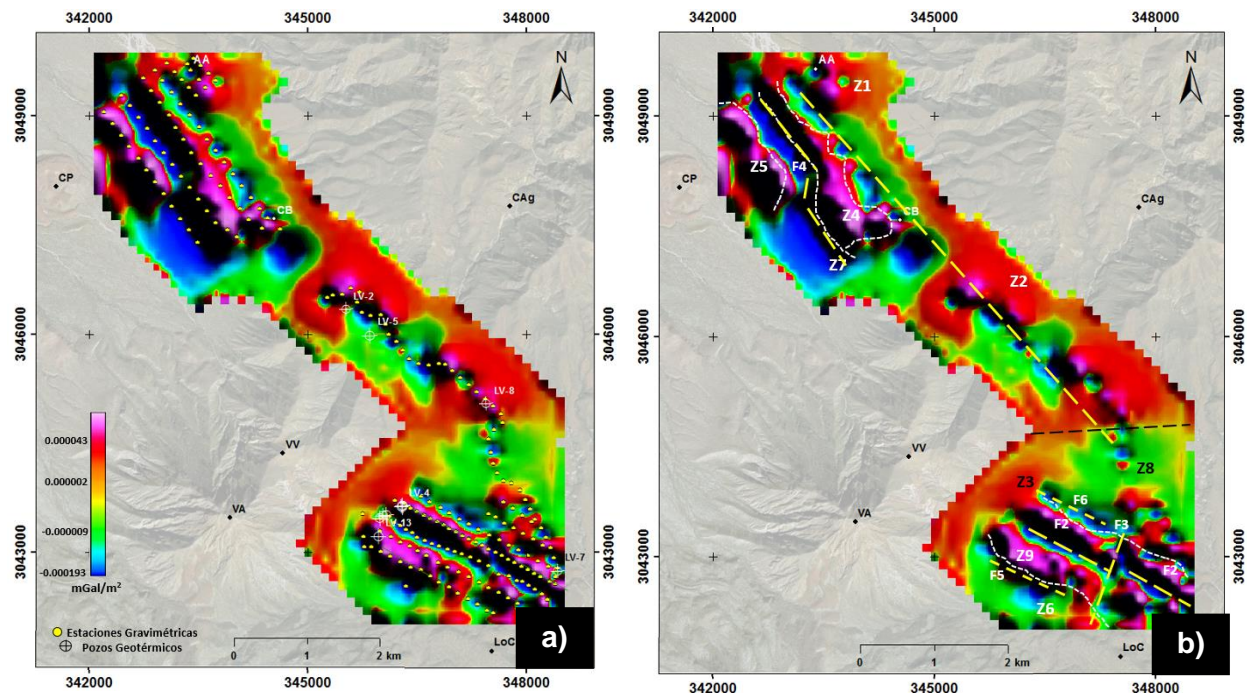 342000
345000
348000
N
AA
3049000
3046000
3043000
CP
CB
CAg
LV-2
LV-5
LV-8
VV
VA
LV-4
LV-13
LV-7
LoC
0.000043
0.000002
-0.000009
-0.000193
mGal/m²
Estaciones Gravimétricas
Pozos Geotérmicos
0 1 2 km
a)
3049000
3046000
3043000
342000
345000
348000
342000
345000
348000
N
AA
Z1
3049000
3046000
3043000
CP
Z5
F4
Z4
CB
CAg
Z7
Z2
VV
VA
Z8
Z3
F6
F2
F3
Z9
F5
F2
Z6
LoC
0 1 2 km
b)
3049000
3046000
3043000
342000
345000
348000